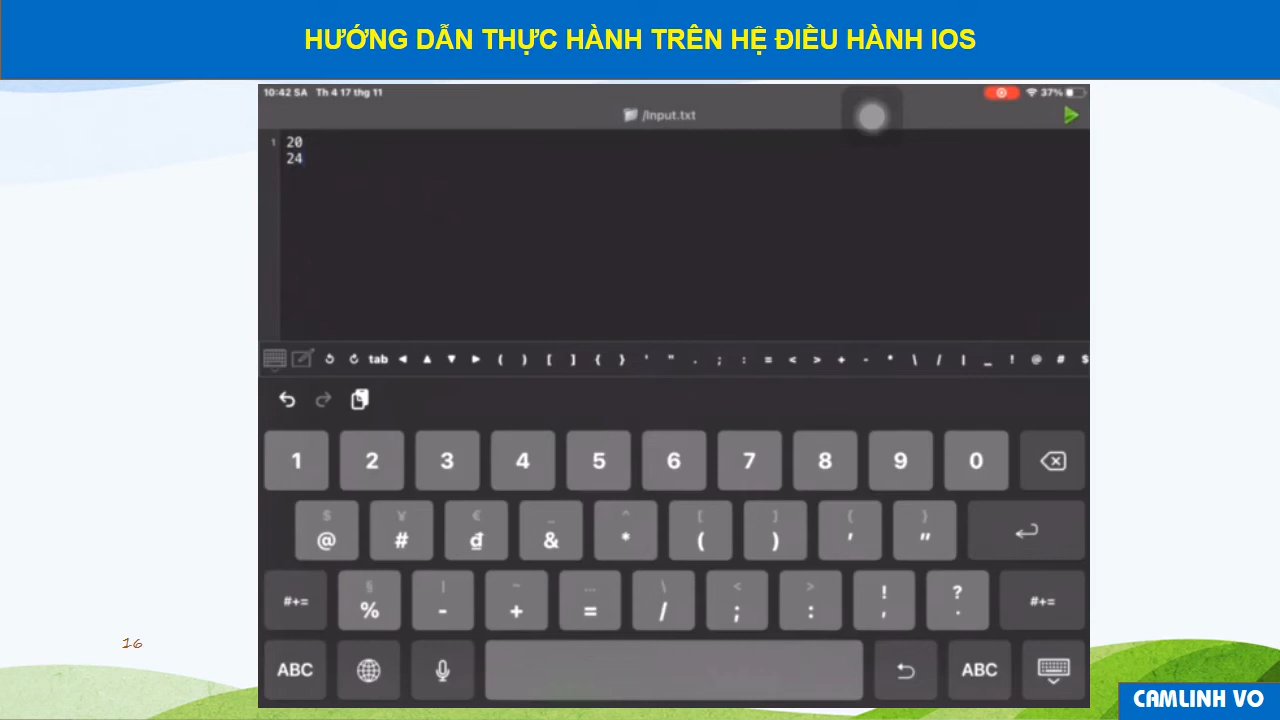 HƯỚNG DẪN THỰC HÀNH TRÊN HỆ ĐIỀU HÀNH IOS
10:42 SA Th 4 17 thg 11
37%
/Input.txt
1 20
24
tab ( ) [ ] { } ' " . ; : = < > + - * \ / | _ ! @ # $
1 2 3 4 5 6 7 8 9 0
$ ¥ € _ ^ [ ] { }
@ # ₫ & * ( ) ' "
§ | ~ … \ < > ! ?
#+= % - + = / ; : , . #+=
ABC ABC
16
CAMLINH VO